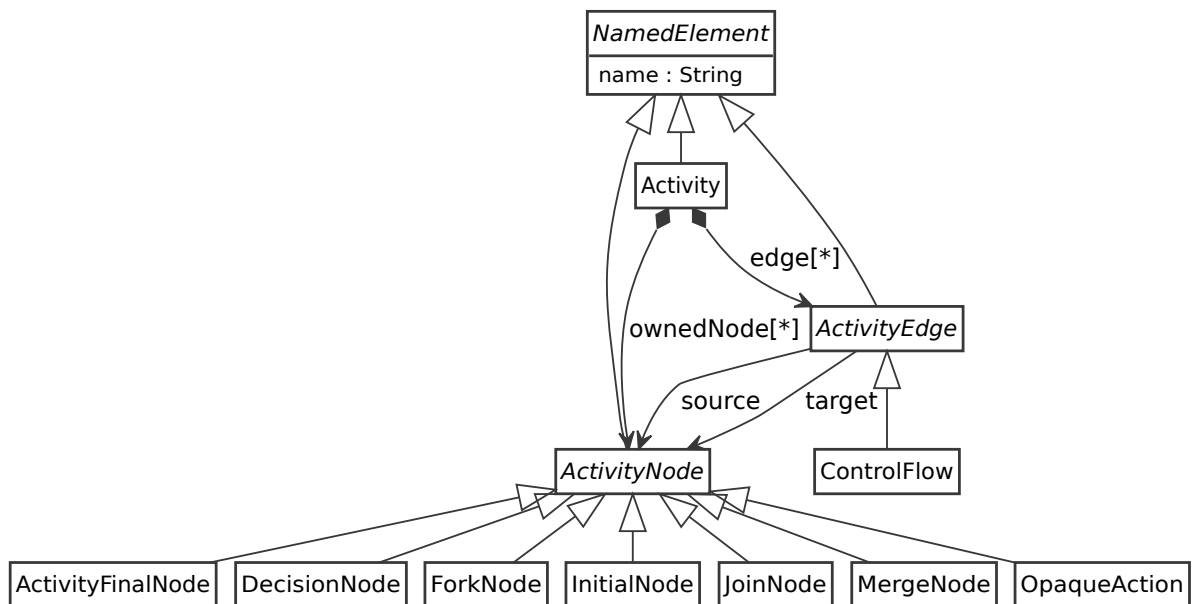 NamedElement
name : String
Activity
edge[*]
ownedNode[*]
ActivityEdge
source
target
ActivityNode
ControlFlow
ActivityFinalNode
DecisionNode
ForkNode
InitialNode
JoinNode
MergeNode
OpaqueAction